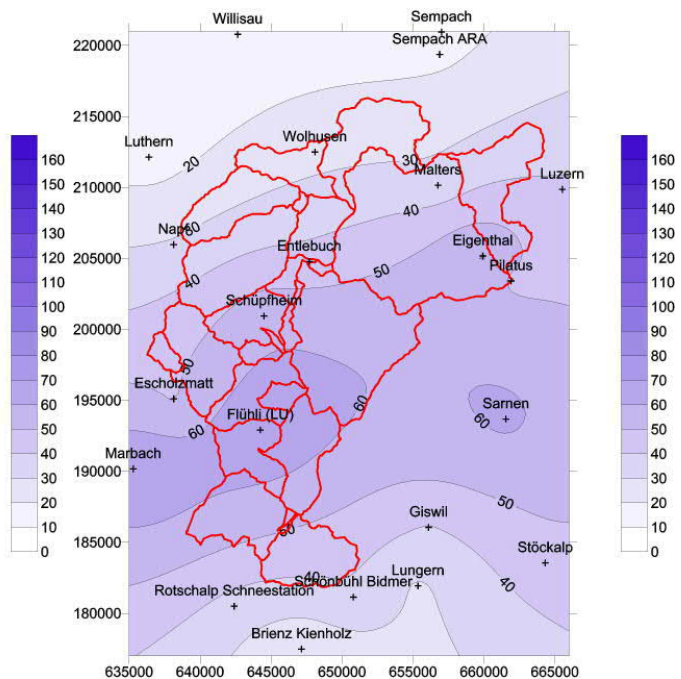 Willisau
Sempach
220000
Sempach ARA
215000
Luthern
20
Wolhusen
30
Malters
Luzern
210000
40
Napf
30
Eigenthal
Entlebuch
50
Pilatus
205000
40
Schüpfheim
200000
50
Escholzmatt
60
60
Sarnen
60
195000
Flühli (LU)
Marbach
190000
50
Giswil
50
185000
Stöckalp
40
Lungern
40
Schönbühl Bidmer
Rotschalp Schneestation
180000
Brienz Kienholz
635000 640000 645000 650000 655000 660000 665000
160
150
140
130
120
110
100
90
80
70
60
50
40
30
20
10
0
160
150
140
130
120
110
100
90
80
70
60
50
40
30
20
10
0